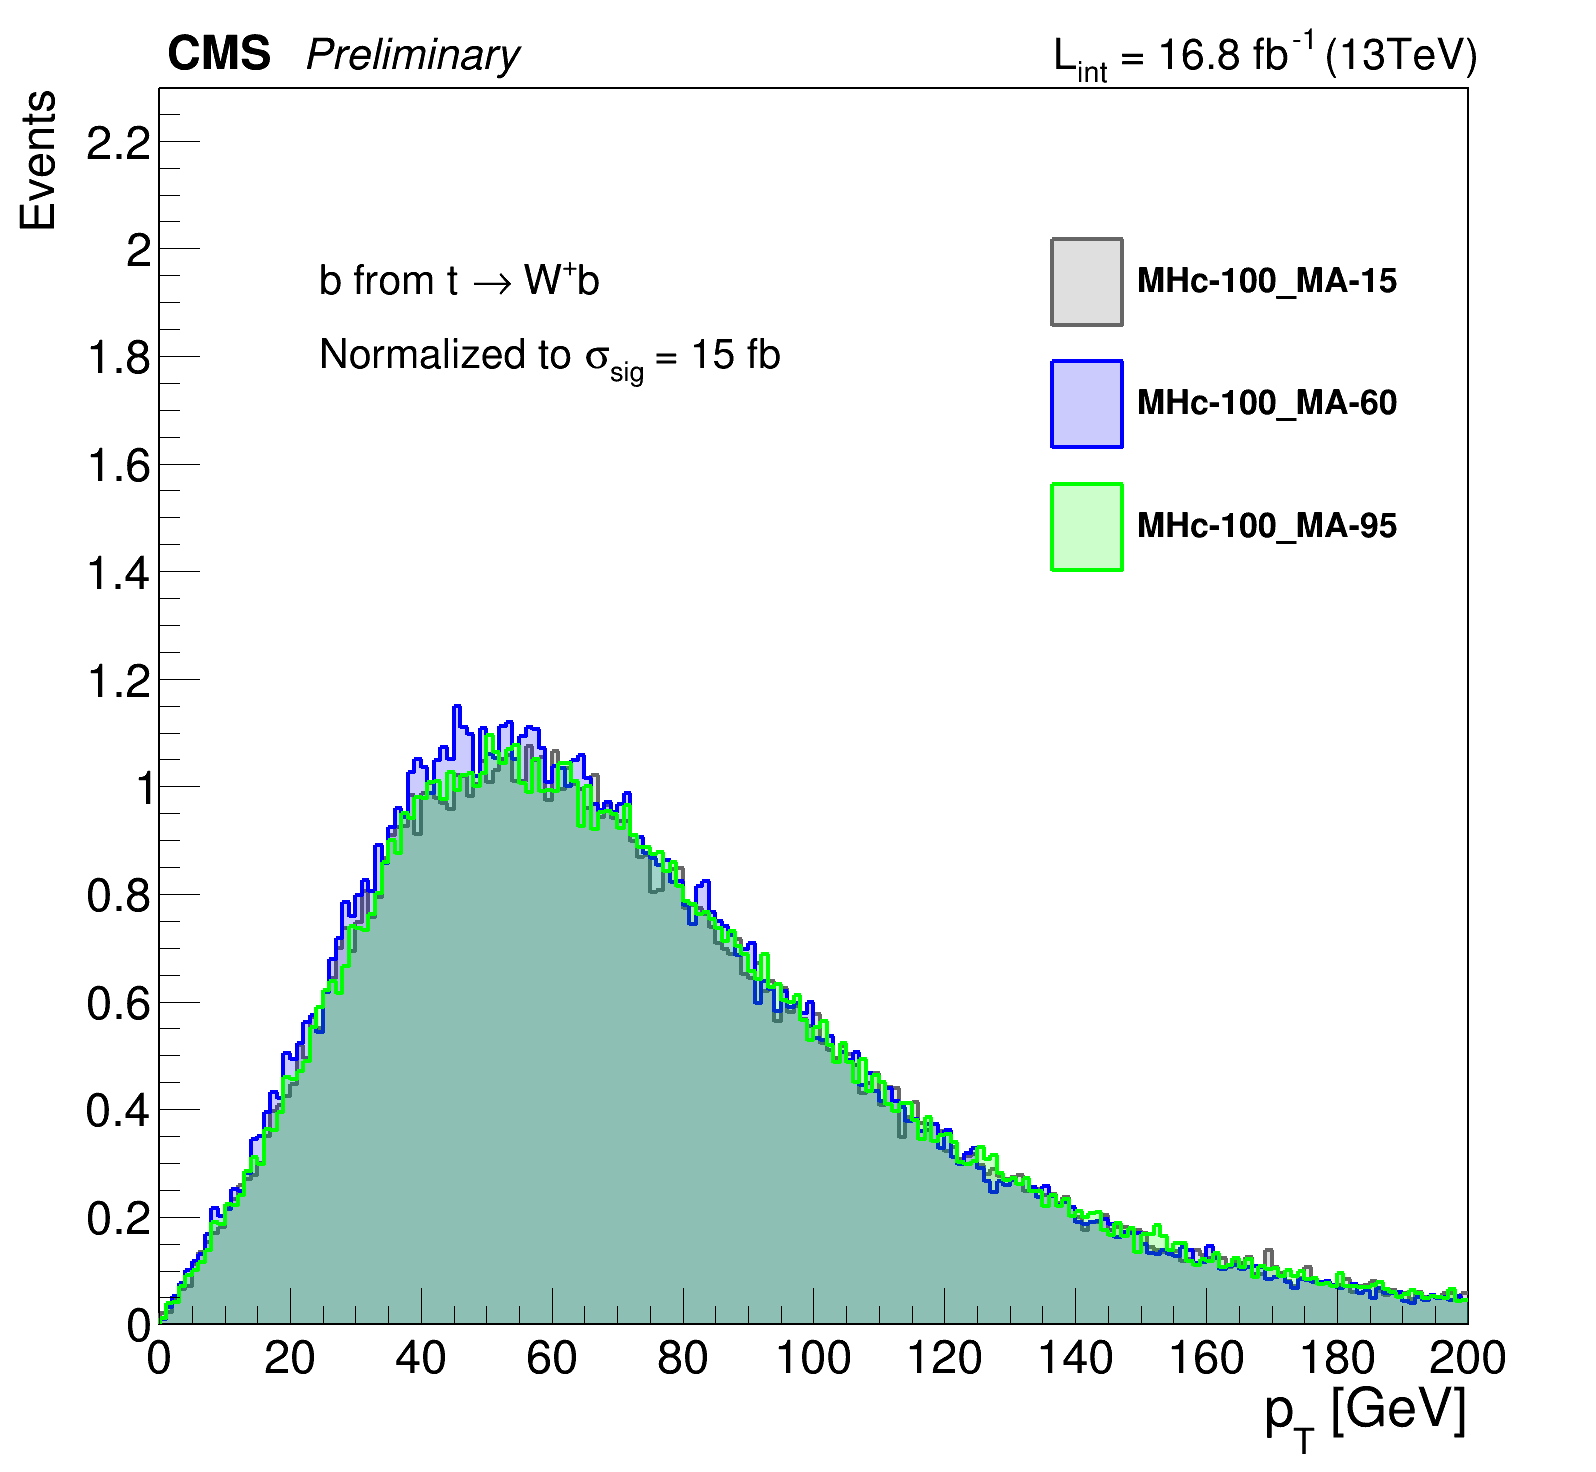 CMS Preliminary L_int = 16.8 fb^-1 (13TeV)
Events
2.2
2
1.8
1.6
1.4
1.2
1
0.8
0.6
0.4
0.2
0
b from t → W⁺b
Normalized to σ_sig = 15 fb
MHc-100_MA-15
MHc-100_MA-60
MHc-100_MA-95
0 20 40 60 80 100 120 140 160 180 200
p_T [GeV]